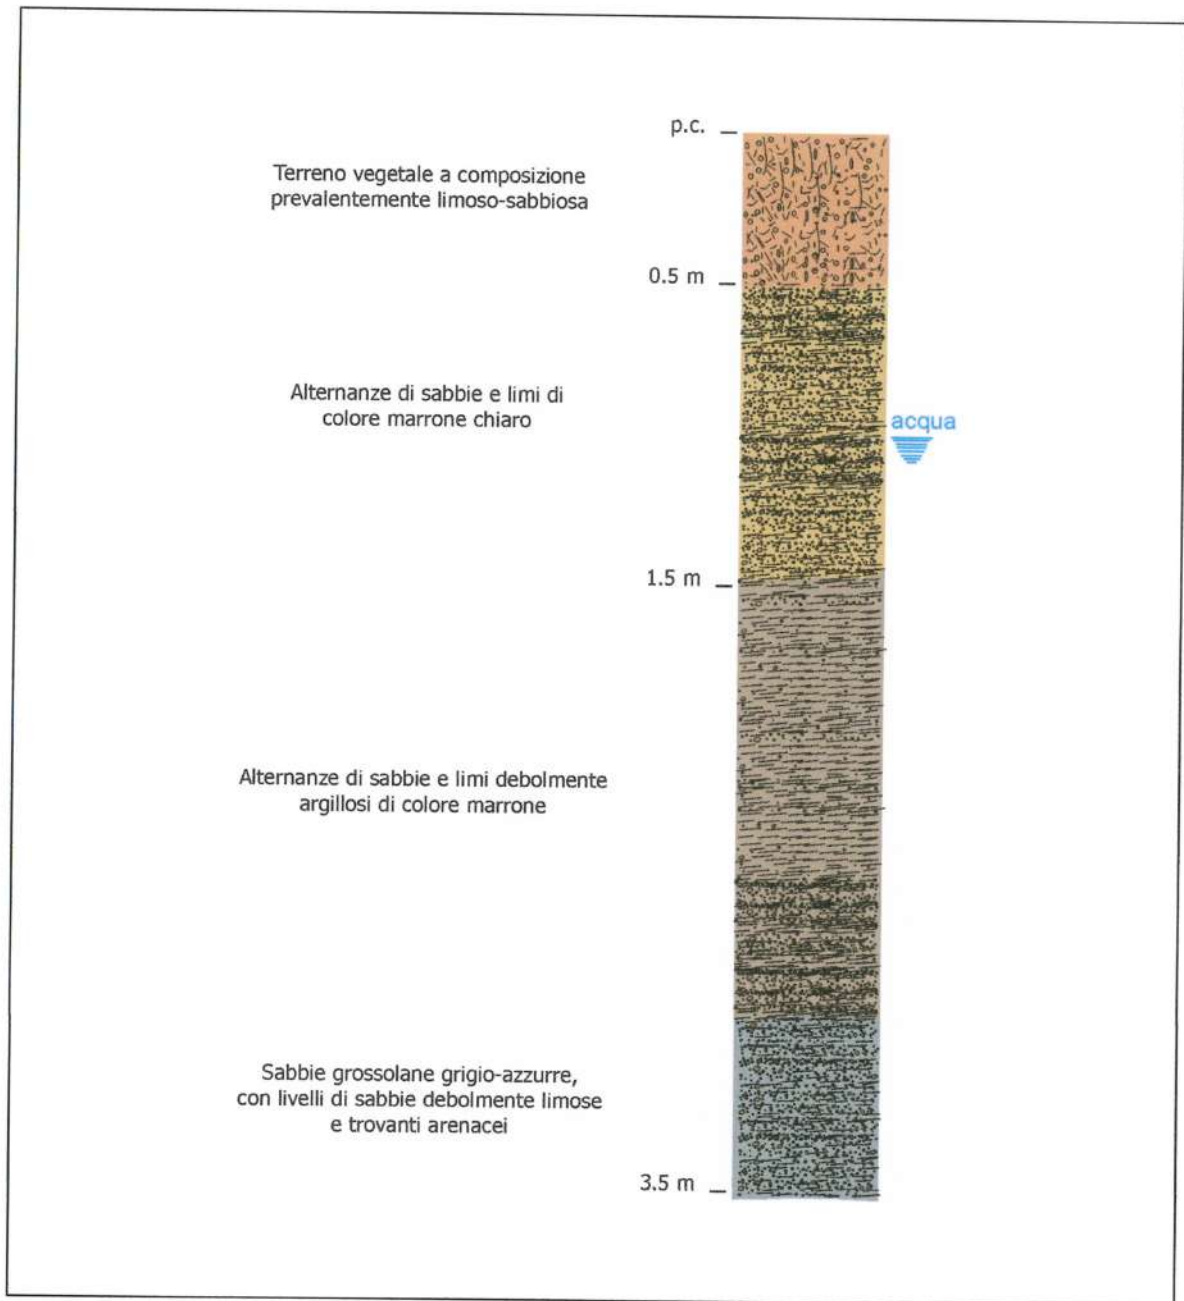 p.c.
Terreno vegetale a composizione
prevalentemente limoso-sabbiosa
0.5 m
Alternanze di sabbie e limi di
colore marrone chiaro
acqua
1.5 m
Alternanze di sabbie e limi debolmente
argillosi di colore marrone
Sabbie grossolane grigio-azzurre,
con livelli di sabbie debolmente limose
e trovanti arenacei
3.5 m